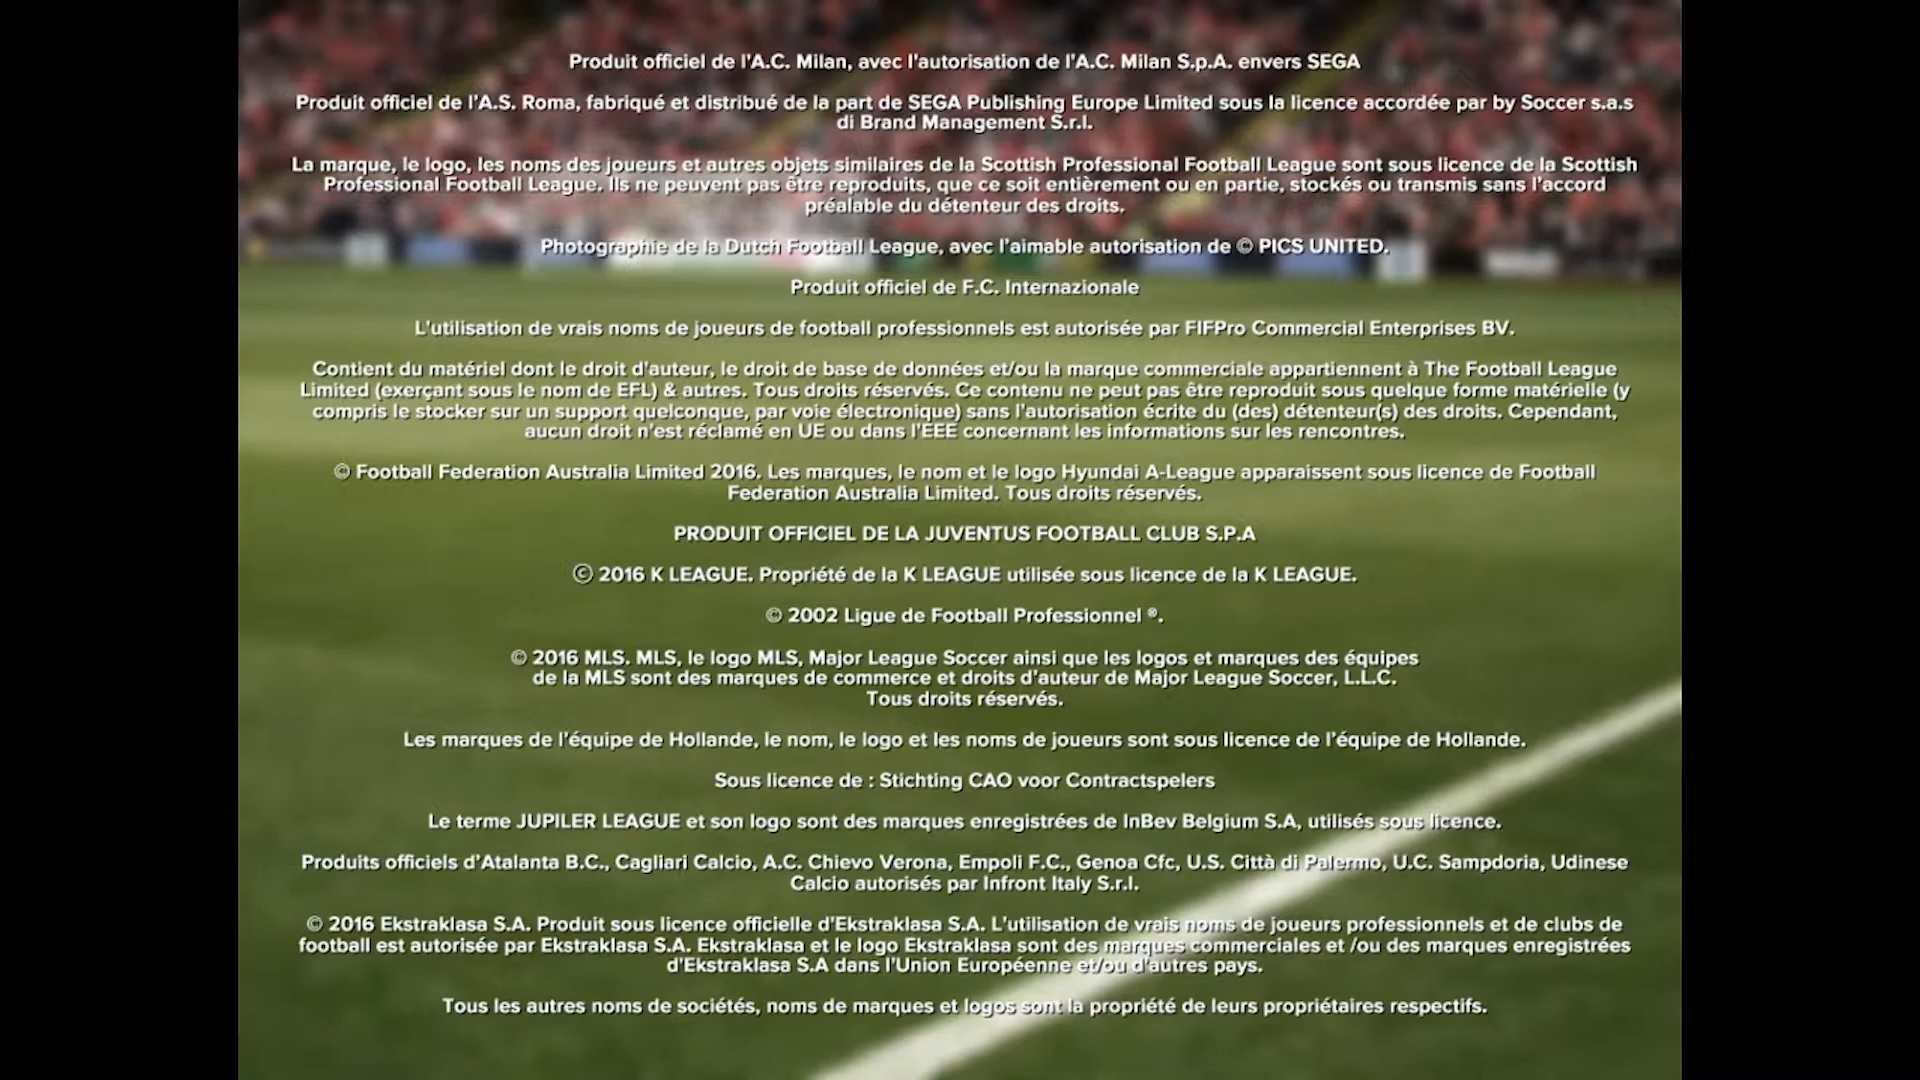 Produit officiel de l'A.C. Milan, avec l'autorisation de l'A.C. Milan S.p.A. envers SEGA
Produit officiel de l'A.S. Roma, fabriqué et distribué de la part de SEGA Publishing Europe Limited sous la licence accordée par by Soccer s.a.s
di Brand Management S.r.l.
La marque, le logo, les noms des joueurs et autres objets similaires de la Scottish Professional Football League sont sous licence de la Scottish
Professional Football League. Ils ne peuvent pas être reproduits, que ce soit entièrement ou en partie, stockés ou transmis sans l'accord
préalable du détenteur des droits.
Photographie de la Dutch Football League, avec l'aimable autorisation de © PICS UNITED.
Produit officiel de F.C. Internazionale
L'utilisation de vrais noms de joueurs de football professionnels est autorisée par FIFPro Commercial Enterprises BV.
Contient du matériel dont le droit d'auteur, le droit de base de données et/ou la marque commerciale appartiennent à The Football League
Limited (exerçant sous le nom de EFL) & autres. Tous droits réservés. Ce contenu ne peut pas être reproduit sous quelque forme matérielle (y
compris le stocker sur un support quelconque, par voie électronique) sans l'autorisation écrite du (des) détenteur(s) des droits. Cependant,
aucun droit n'est réclamé en UE ou dans l'EEE concernant les informations sur les rencontres.
© Football Federation Australia Limited 2016. Les marques, le nom et le logo Hyundai A-League apparaissent sous licence de Football
Federation Australia Limited. Tous droits réservés.
PRODUIT OFFICIEL DE LA JUVENTUS FOOTBALL CLUB S.P.A
© 2016 K LEAGUE. Propriété de la K LEAGUE utilisée sous licence de la K LEAGUE.
© 2002 Ligue de Football Professionnel ®.
© 2016 MLS. MLS, le logo MLS, Major League Soccer ainsi que les logos et marques des équipes
de la MLS sont des marques de commerce et droits d'auteur de Major League Soccer, L.L.C.
Tous droits réservés.
Les marques de l'équipe de Hollande, le nom, le logo et les noms de joueurs sont sous licence de l'équipe de Hollande.
Sous licence de : Stichting CAO voor Contractspelers
Le terme JUPILER LEAGUE et son logo sont des marques enregistrées de InBev Belgium S.A, utilisés sous licence.
Produits officiels d'Atalanta B.C., Cagliari Calcio, A.C. Chievo Verona, Empoli F.C., Genoa Cfc, U.S. Città di Palermo, U.C. Sampdoria, Udinese
Calcio autorisés par Infront Italy S.r.l.
© 2016 Ekstraklasa S.A. Produit sous licence officielle d'Ekstraklasa S.A. L'utilisation de vrais noms de joueurs professionnels et de clubs de
football est autorisée par Ekstraklasa S.A. Ekstraklasa et le logo Ekstraklasa sont des marques commerciales et /ou des marques enregistrées
d'Ekstraklasa S.A dans l'Union Européenne et/ou d'autres pays.
Tous les autres noms de sociétés, noms de marques et logos sont la propriété de leurs propriétaires respectifs.